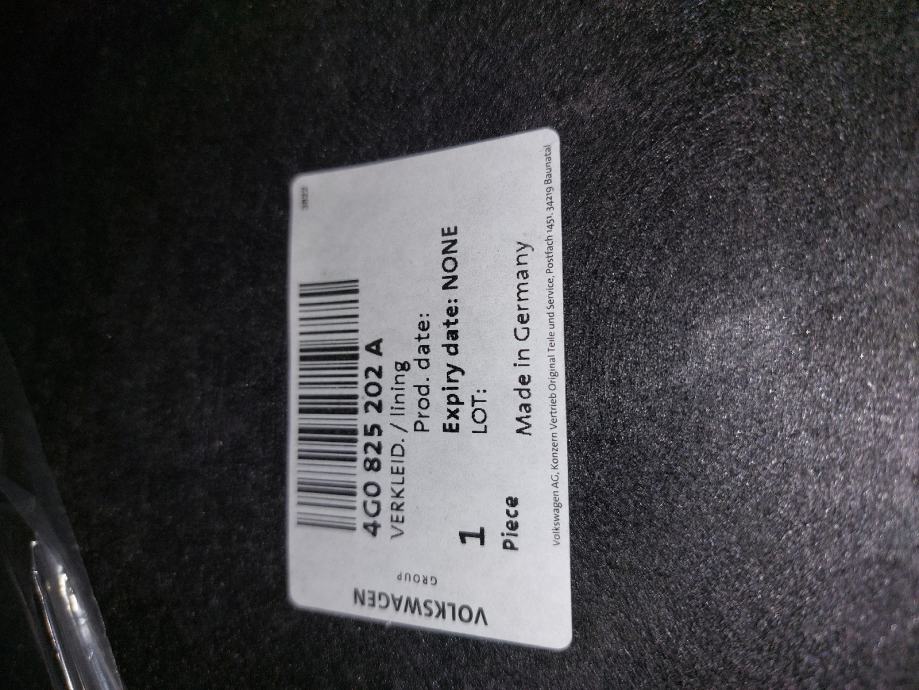 3822
4G0 825 202 A
VERKLEID. / lining
Prod. date:
Expiry date: NONE
LOT:
1
Piece
Made in Germany
Volkswagen AG, Konzern Vertrieb Original Teile und Service, Postfach 1451, 34219 Baunatal
VOLKSWAGEN
GROUP